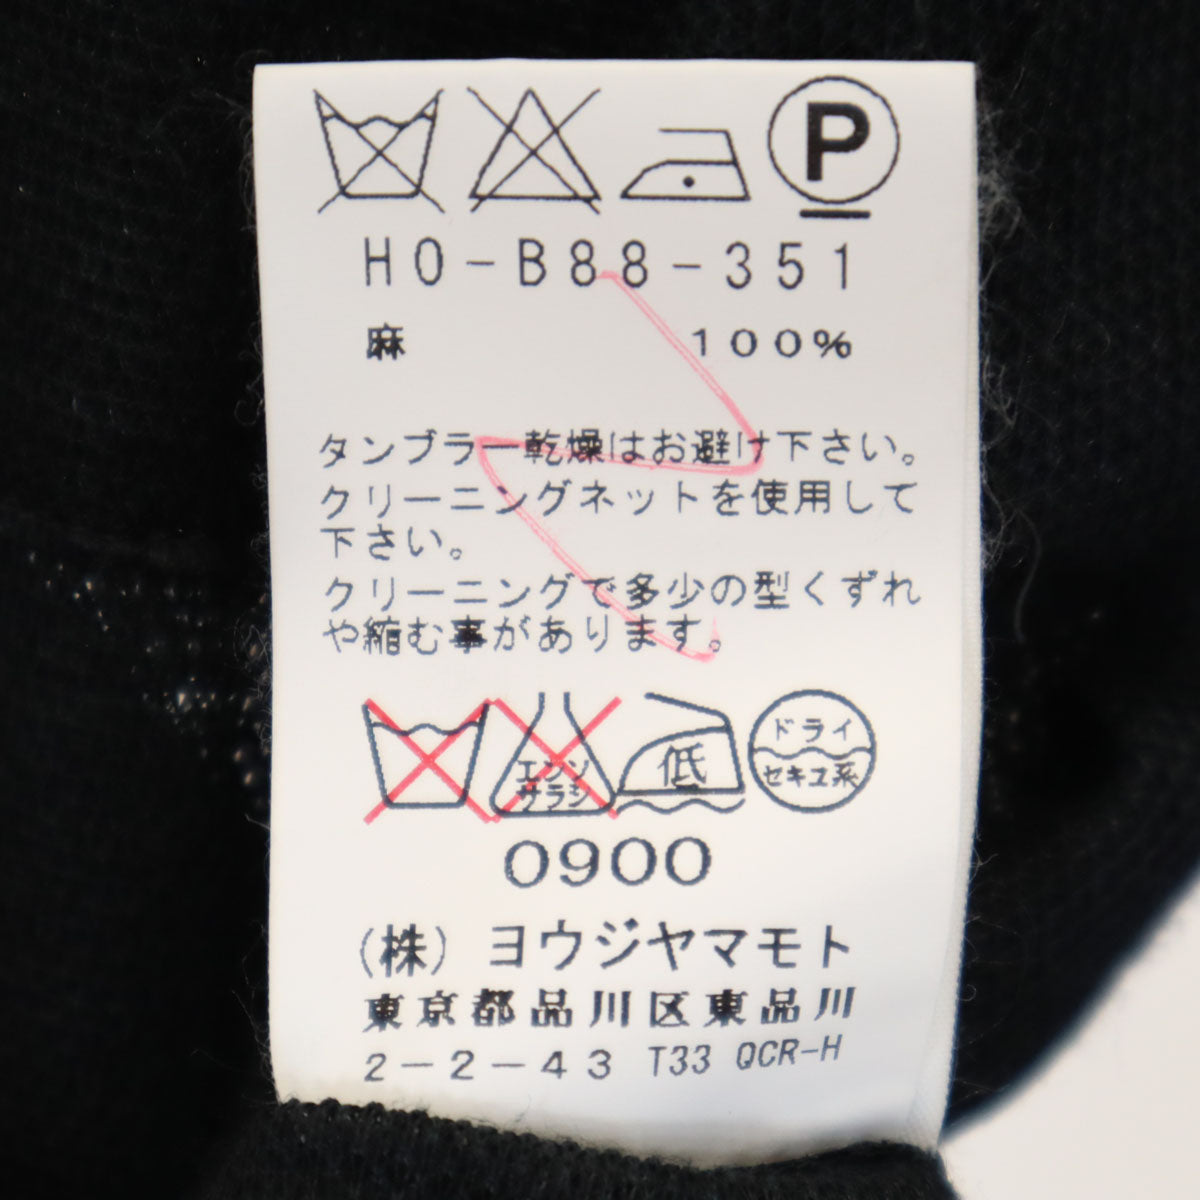 P
H0-B88-351
麻 100%
タンブラー乾燥はお避け下さい。
クリーニングネットを使用して
下さい。
クリーニングで多少の型くずれ
や縮む事があります。
エンソ
サラシ
低
ドライ
セキユ系
0900
(株)ヨウジヤマモト
東京都品川区東品川
2-2-43 T33 QCR-H